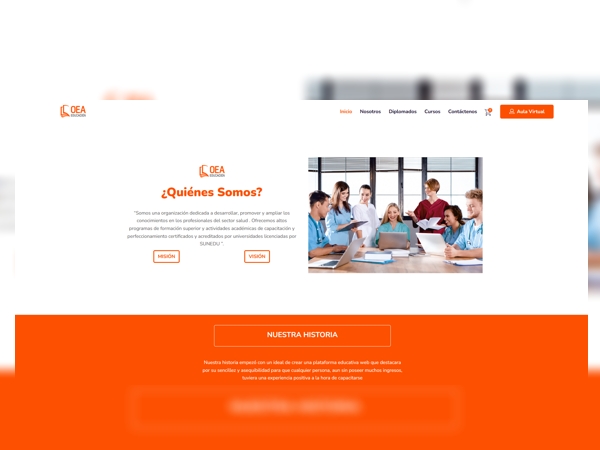 OEA
EDUCACIÓN
Inicio Nosotros Diplomados Cursos Contáctenos Aula Virtual
OEA
EDUCACIÓN
¿Quiénes Somos?
"Somos una organización dedicada a desarrollar, promover y ampliar los
conocimientos en los profesionales del sector salud . Ofrecemos altos
programas de formación superior y actividades académicas de capacitación y
perfeccionamiento certificados y acreditados por universidades licenciadas por
SUNEDU ".
MISIÓN VISIÓN
NUESTRA HISTORIA
Nuestra historia empezó con un ideal de crear una plataforma educativa web que destacara
por su sencillez y asequibilidad para que cualquier persona, aun sin poseer muchos ingresos,
tuviera una experiencia positiva a la hora de capacitarse
NUESTRA HISTORIA